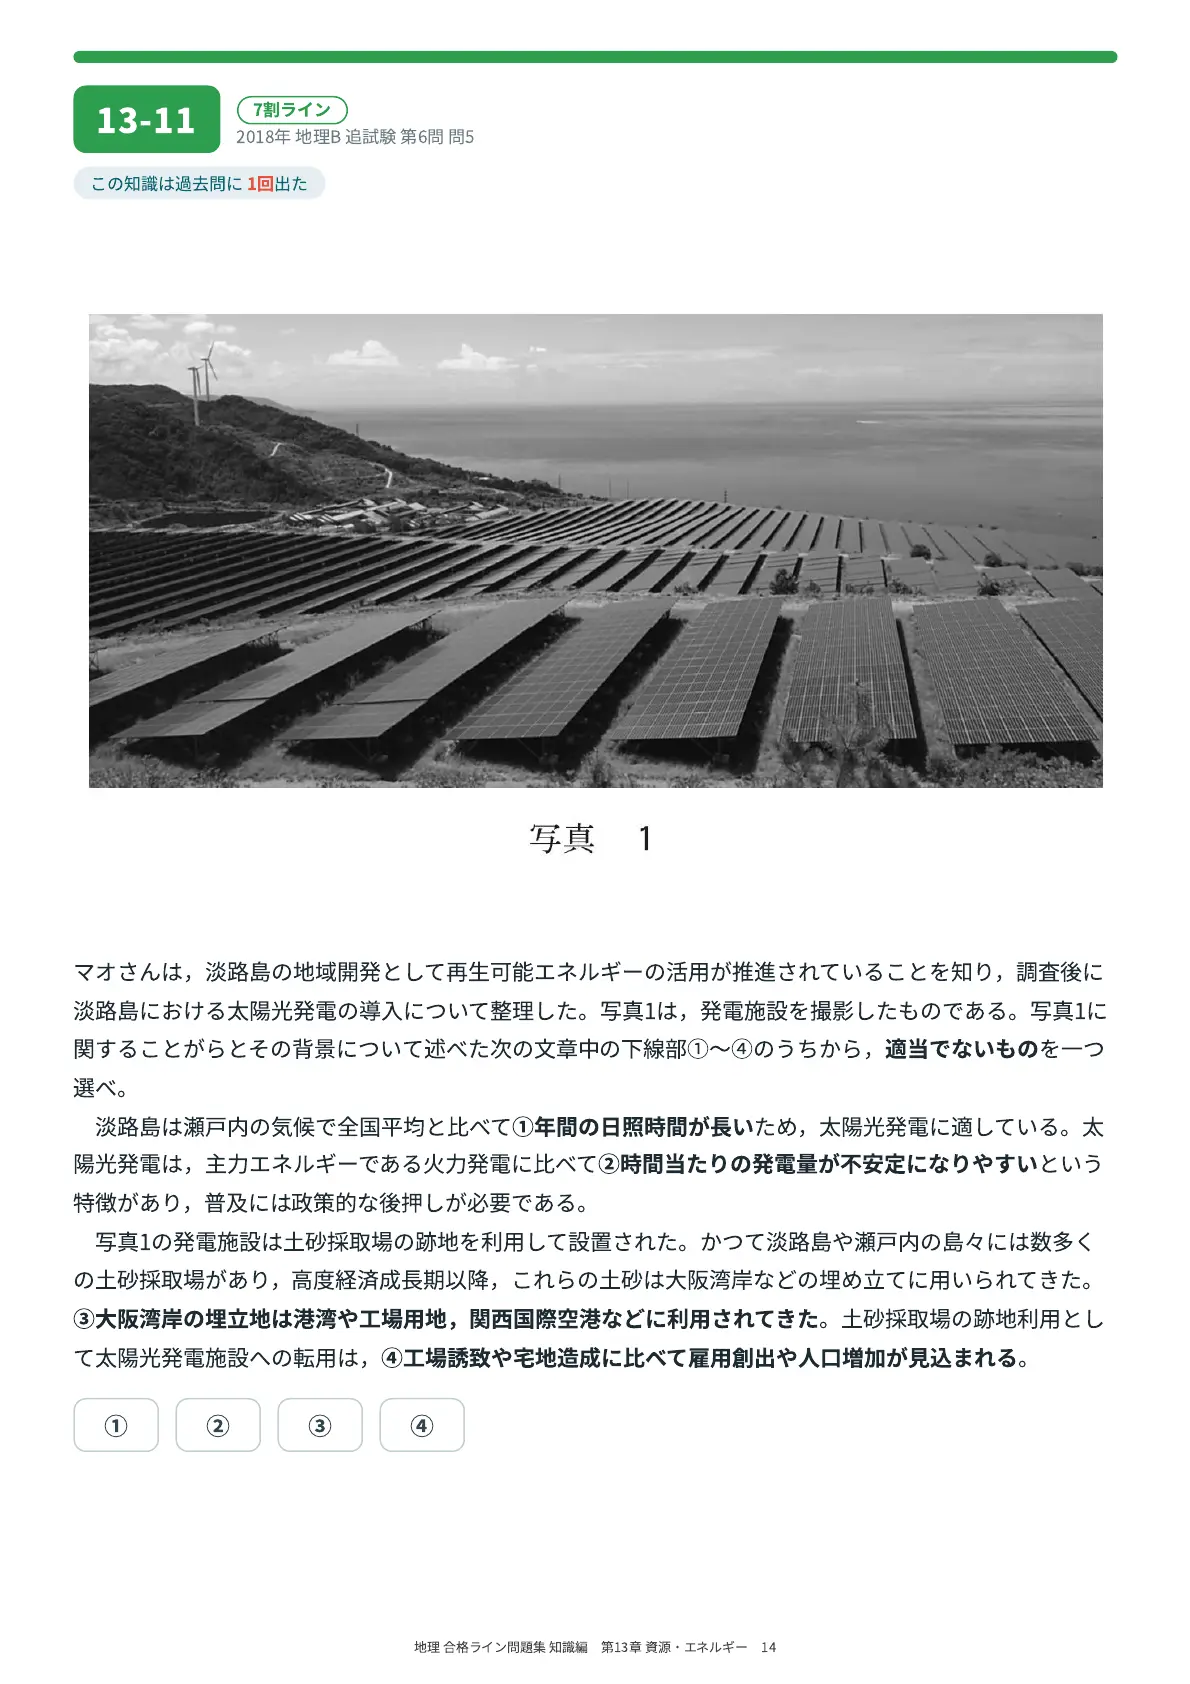 13-11
7割ライン
2018年 地理B 追試験 第6問 問5
この知識は過去問に 1回出た
写真 1
マオさんは，淡路島の地域開発として再生可能エネルギーの活用が推進されていることを知り，調査後に
淡路島における太陽光発電の導入について整理した。写真1は，発電施設を撮影したものである。写真1に
関することがらとその背景について述べた次の文章中の下線部①〜④のうちから，適当でないものを一つ
選べ。
淡路島は瀬戸内の気候で全国平均と比べて①年間の日照時間が長いため，太陽光発電に適している。太
陽光発電は，主力エネルギーである火力発電に比べて②時間当たりの発電量が不安定になりやすいという
特徴があり，普及には政策的な後押しが必要である。
写真1の発電施設は土砂採取場の跡地を利用して設置された。かつて淡路島や瀬戸内の島々には数多く
の土砂採取場があり，高度経済成長期以降，これらの土砂は大阪湾岸などの埋め立てに用いられてきた。
③大阪湾岸の埋立地は港湾や工場用地，関西国際空港などに利用されてきた。土砂採取場の跡地利用とし
て太陽光発電施設への転用は，④工場誘致や宅地造成に比べて雇用創出や人口増加が見込まれる。
① ② ③ ④
地理 合格ライン問題集 知識編 第13章 資源・エネルギー 14